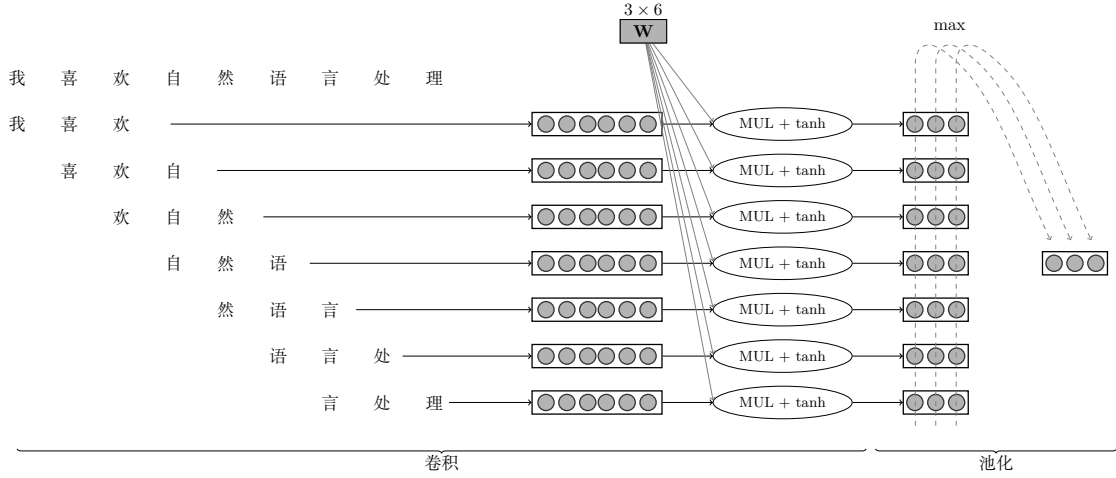 3 × 6
W
max
我 喜 欢 自 然 语 言 处 理
我 喜 欢 MUL + tanh
喜 欢 自 MUL + tanh
欢 自 然 MUL + tanh
自 然 语 MUL + tanh
然 语 言 MUL + tanh
语 言 处 MUL + tanh
言 处 理 MUL + tanh
卷积 池化